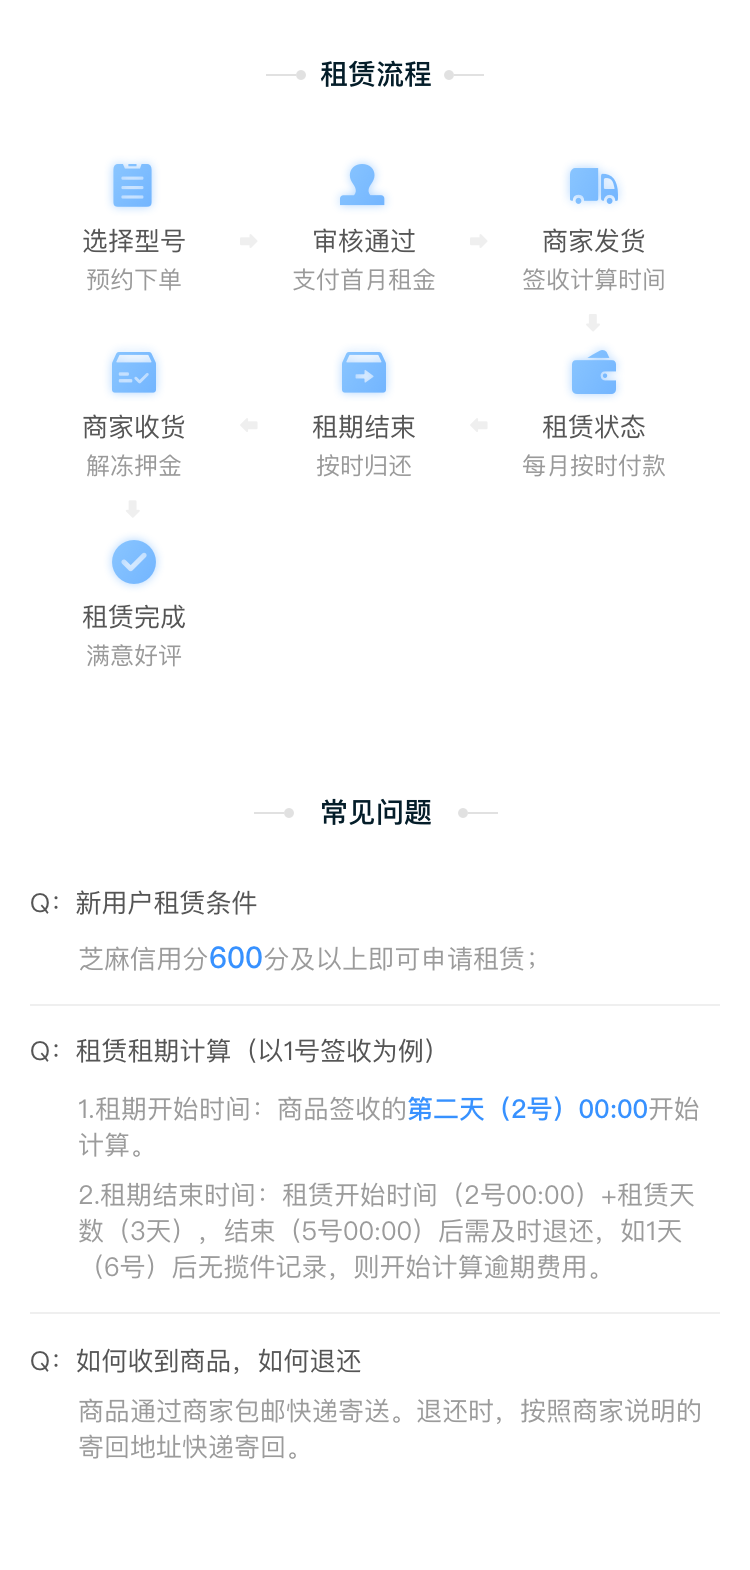 租赁流程
选择型号
预约下单
审核通过
支付首月租金
商家发货
签收计算时间
租赁状态
每月按时付款
租期结束
按时归还
商家收货
解冻押金
租赁完成
满意好评
常见问题
Q：新用户租赁条件
芝麻信用分600分及以上即可申请租赁；
Q：租赁租期计算（以1号签收为例）
1.租期开始时间：商品签收的第二天（2号）00:00开始
计算。
2.租期结束时间：租赁开始时间（2号00:00）+租赁天
数（3天），结束（5号00:00）后需及时退还，如1天
（6号）后无揽件记录，则开始计算逾期费用。
Q：如何收到商品，如何退还
商品通过商家包邮快递寄送。退还时，按照商家说明的
寄回地址快递寄回。